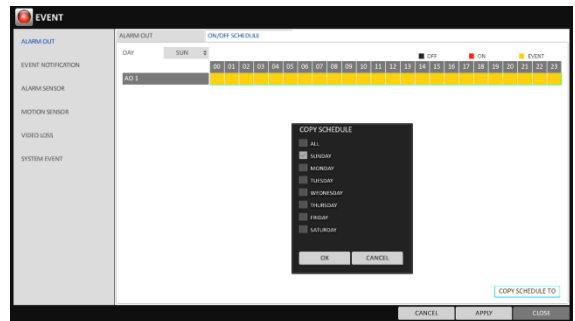 EVENT
ALARM OUT
EVENT NOTIFICATION
ALARM SENSOR
MOTION SENSOR
VIDEO LOSS
SYSTEM EVENT
ALARM OUT ON/OFF SCHEDULE
DAY SUN OFF ON EVENT
00 01 02 03 04 05 06 07 08 09 10 11 12 13 14 15 16 17 18 19 20 21 22 23
AO 1
COPY SCHEDULE
ALL
SUNDAY
MONDAY
TUESDAY
WEDNESDAY
THURSDAY
FRIDAY
SATURDAY
OK CANCEL
COPY SCHEDULE TO
CANCEL APPLY CLOSE